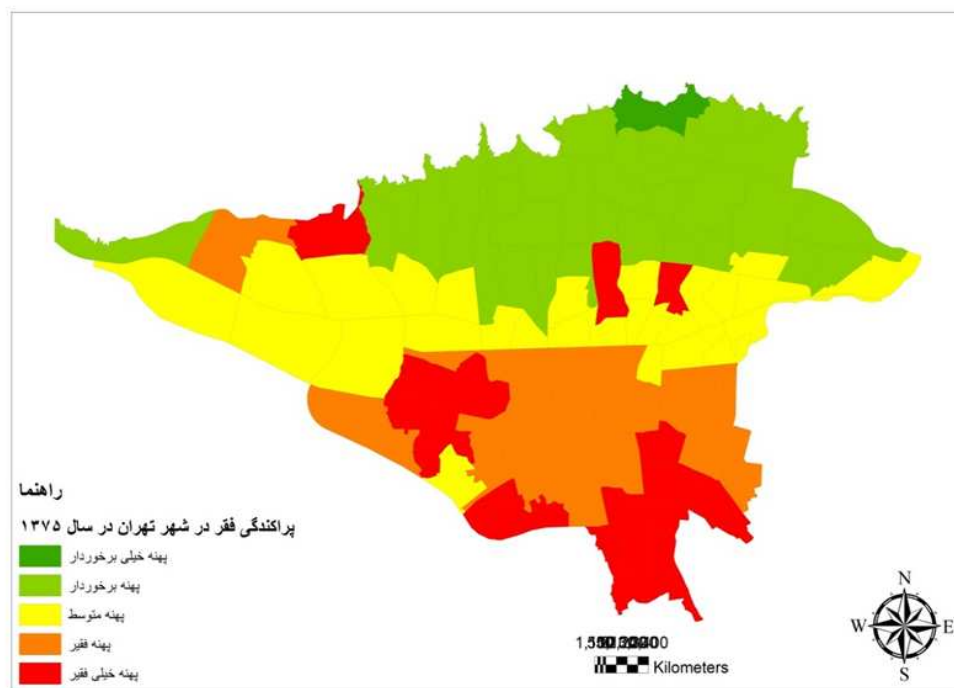 راهنما
پراکندگی فقر در شهر تهران در سال ۱۳۷۵
پهنه خیلی برخوردار
پهنه برخوردار
پهنه متوسط
پهنه فقیر
پهنه خیلی فقیر
N
W E
S
Kilometers